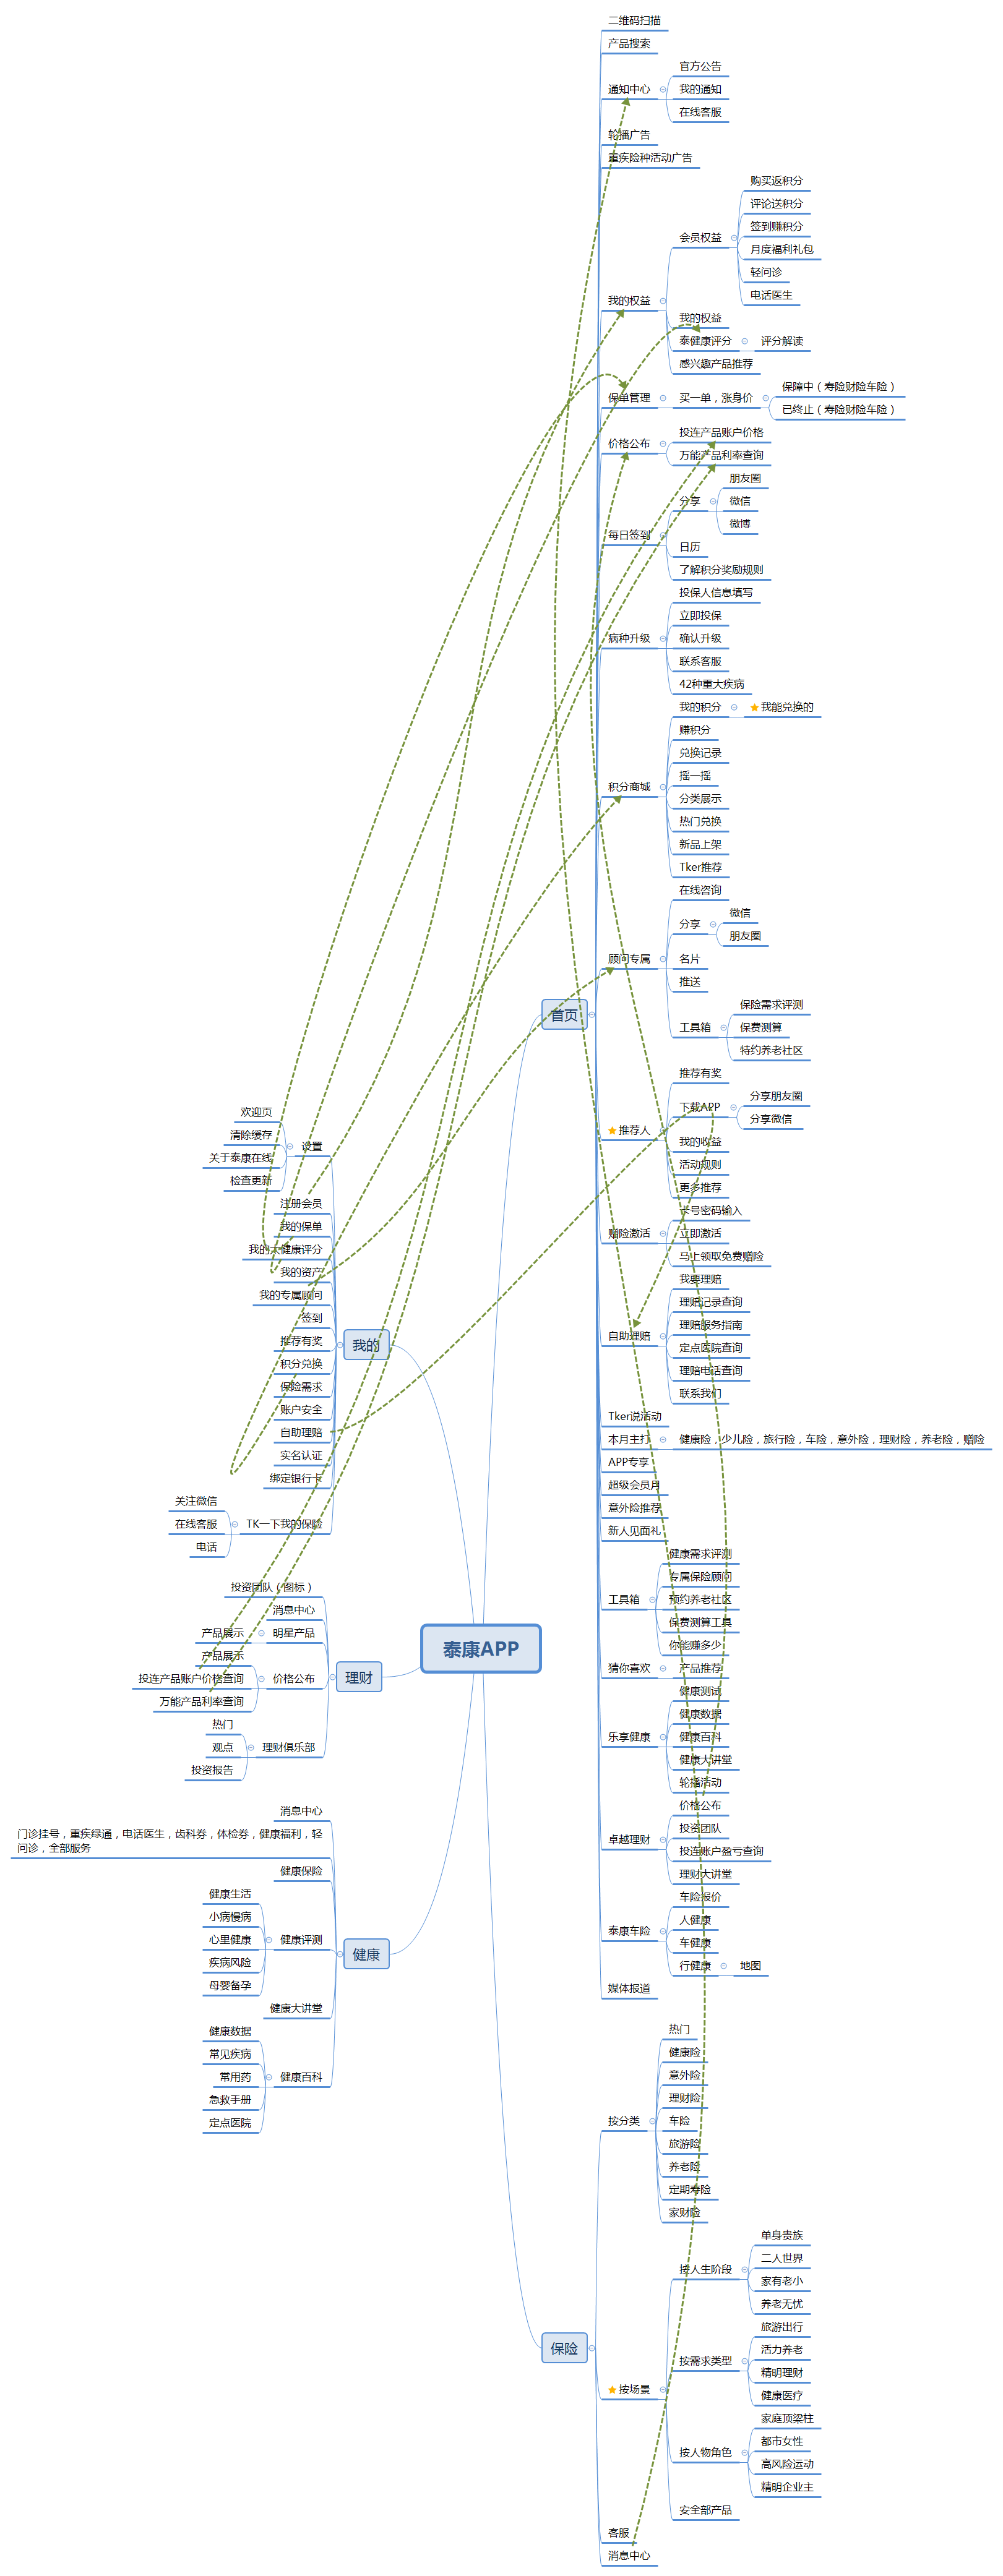 泰康APP
首页
二维码扫描
产品搜索
通知中心
官方公告
我的通知
在线客服
轮播广告
重疾险种活动广告
我的权益
会员权益
购买返积分
评论送积分
签到赚积分
月度福利礼包
轻问诊
电话医生
我的权益
泰健康评分
评分解读
感兴趣产品推荐
保单管理
买一单，涨身价
保障中（寿险财险车险）
已终止（寿险财险车险）
价格公布
投连产品账户价格
万能产品利率查询
每日签到
分享
朋友圈
微信
微博
日历
了解积分奖励规则
病种升级
投保人信息填写
立即投保
确认升级
联系客服
42种重大疾病
积分商城
我的积分
我能兑换的
赚积分
兑换记录
摇一摇
分类展示
热门兑换
新品上架
Tker推荐
顾问专属
在线咨询
分享
微信
朋友圈
名片
推送
工具箱
保险需求评测
保费测算
特约养老社区
推荐人
推荐有奖
下载APP
分享朋友圈
分享微信
我的收益
活动规则
更多推荐
赠险激活
卡号密码输入
立即激活
马上领取免费赠险
自助理赔
我要理赔
理赔记录查询
理赔服务指南
定点医院查询
理赔电话查询
联系我们
Tker说活动
本月主打
健康险，少儿险，旅行险，车险，意外险，理财险，养老险，赠险
APP专享
超级会员月
意外险推荐
新人见面礼
工具箱
健康需求评测
专属保险顾问
预约养老社区
保费测算工具
你能赚多少
猜你喜欢
产品推荐
乐享健康
健康测试
健康数据
健康百科
健康大讲堂
轮播活动
卓越理财
价格公布
投资团队
投连账户盈亏查询
理财大讲堂
泰康车险
车险报价
人健康
车健康
行健康
地图
媒体报道
保险
按分类
热门
健康险
意外险
理财险
车险
旅游险
养老险
定期寿险
家财险
按场景
按人生阶段
单身贵族
二人世界
家有老小
养老无忧
按需求类型
旅游出行
活力养老
精明理财
健康医疗
按人物角色
家庭顶梁柱
都市女性
高风险运动
精明企业主
安全部产品
客服
消息中心
我的
设置
欢迎页
清除缓存
关于泰康在线
检查更新
注册会员
我的保单
我的大健康评分
我的资产
我的专属顾问
签到
推荐有奖
积分兑换
保险需求
账户安全
自助理赔
实名认证
绑定银行卡
TK一下我的保险
关注微信
在线客服
电话
理财
投资团队（图标）
消息中心
明星产品
产品展示
价格公布
产品展示
投连产品账户价格查询
万能产品利率查询
理财俱乐部
热门
观点
投资报告
健康
消息中心
门诊挂号，重疾绿通，电话医生，齿科券，体检券，健康福利，轻
问诊，全部服务
健康保险
健康评测
健康生活
小病慢病
心里健康
疾病风险
母婴备孕
健康大讲堂
健康百科
健康数据
常见疾病
常用药
急救手册
定点医院